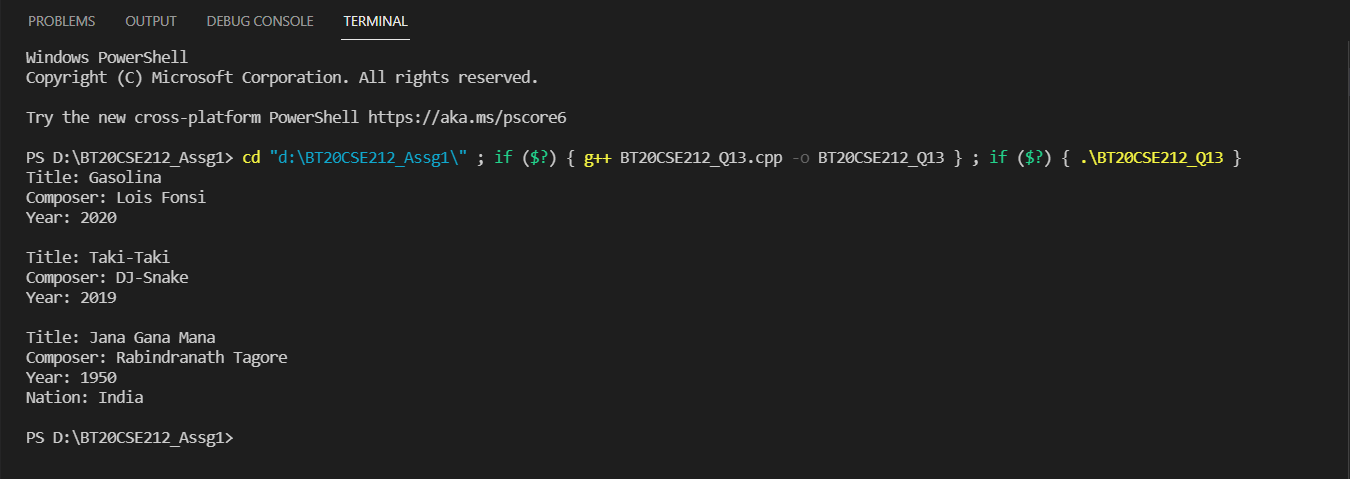 PROBLEMS OUTPUT DEBUG CONSOLE TERMINAL
Windows PowerShell
Copyright (C) Microsoft Corporation. All rights reserved.
Try the new cross-platform PowerShell https://aka.ms/pscore6
PS D:\BT20CSE212_Assg1> cd "d:\BT20CSE212_Assg1\" ; if ($?) { g++ BT20CSE212_Q13.cpp -o BT20CSE212_Q13 } ; if ($?) { .\BT20CSE212_Q13 }
Title: Gasolina
Composer: Lois Fonsi
Year: 2020
Title: Taki-Taki
Composer: DJ-Snake
Year: 2019
Title: Jana Gana Mana
Composer: Rabindranath Tagore
Year: 1950
Nation: India
PS D:\BT20CSE212_Assg1>